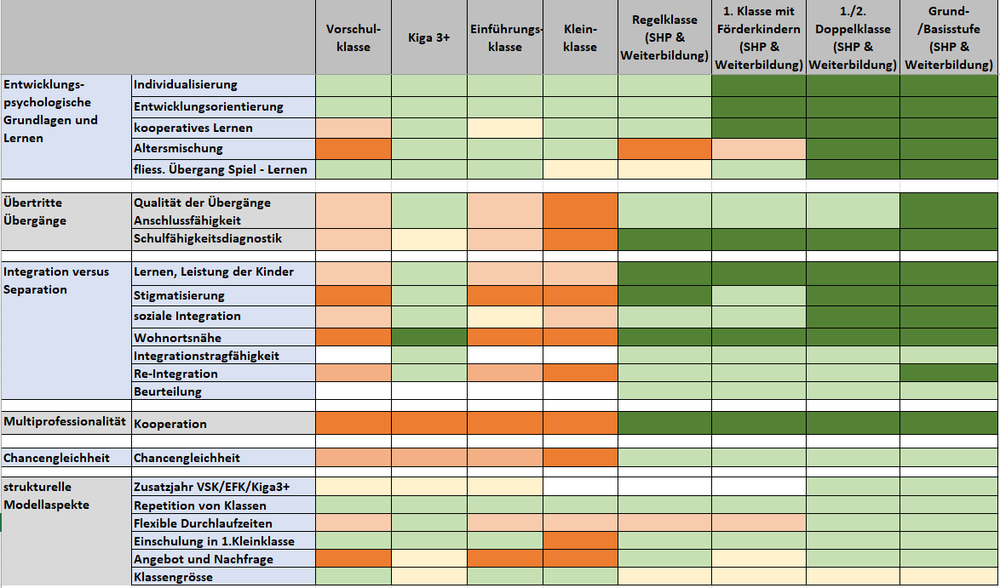 Vorschul-
klasse
Kiga 3+
Einführungs-
klasse
Klein-
klasse
Regelklasse
(SHP &
Weiterbildung)
1. Klasse mit
Förderkindern
(SHP &
Weiterbildung)
1./2.
Doppelklasse
(SHP &
Weiterbildung)
Grund-
/Basisstufe
(SHP &
Weiterbildung)
Entwicklungs-
psychologische
Grundlagen und
Lernen
Individualisierung
Entwicklungsorientierung
kooperatives Lernen
Altersmischung
fliess. Übergang Spiel - Lernen
Übertritte
Übergänge
Qualität der Übergänge
Anschlussfähigkeit
Schulfähigkeitsdiagnostik
Integration versus
Separation
Lernen, Leistung der Kinder
Stigmatisierung
soziale Integration
Wohnortsnähe
Integrationstragfähigkeit
Re-Integration
Beurteilung
Multiprofessionalität
Kooperation
Chancengleichheit
Chancengleichheit
strukturelle
Modellaspekte
Zusatzjahr VSK/EFK/Kiga3+
Repetition von Klassen
Flexible Durchlaufzeiten
Einschulung in 1.Kleinklasse
Angebot und Nachfrage
Klassengrösse